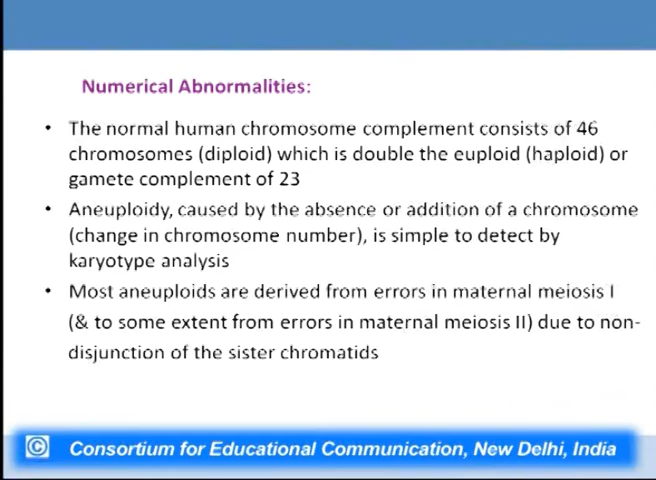 Numerical Abnormalities:
• The normal human chromosome complement consists of 46
chromosomes (diploid) which is double the euploid (haploid) or
gamete complement of 23
• Aneuploidy, caused by the absence or addition of a chromosome
(change in chromosome number), is simple to detect by
karyotype analysis
• Most aneuploids are derived from errors in maternal meiosis I
(& to some extent from errors in maternal meiosis II) due to non-
disjunction of the sister chromatids
© Consortium for Educational Communication, New Delhi, India